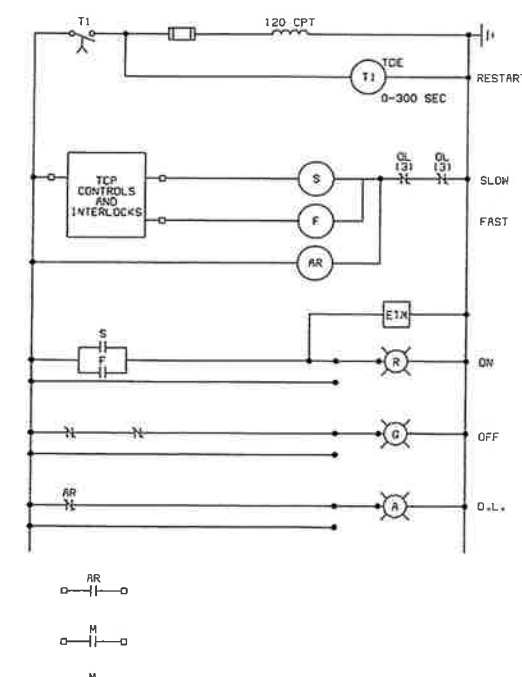 T1
120 CPT
TDE
T1
RESTAR
0-300 SEC
OL
(3)
OL
(3)
TCP
CONTROLS
AND
INTERLOCKS
S
SLOW
F
FAST
AR
ETM
S
F
R
ON
G
OFF
AR
A
O.L.
AR
M
M